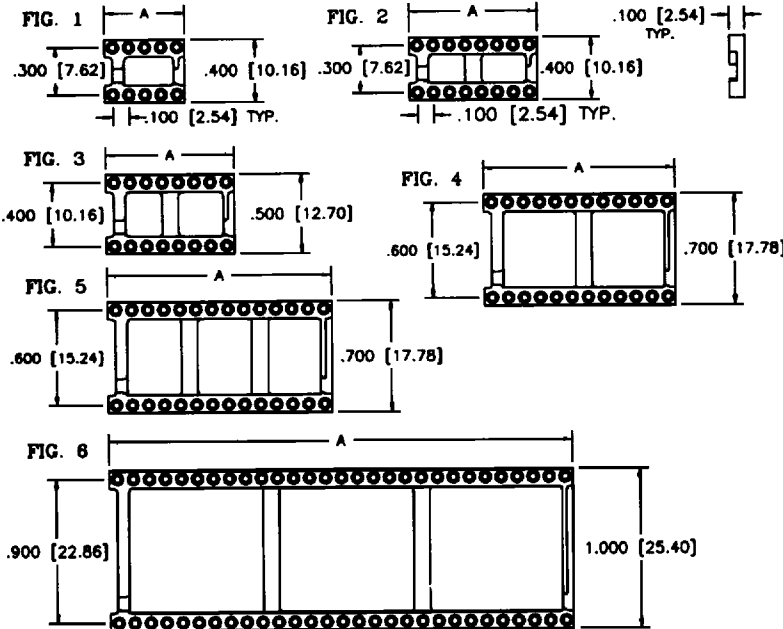 FIG. 1
A
.300 [7.62]
.400 [10.16]
.100 [2.54] TYP.
FIG. 2
A
.300 [7.62]
.400 [10.16]
.100 [2.54] TYP.
.100 [2.54]
TYP.
FIG. 3
A
.400 [10.16]
.500 [12.70]
FIG. 4
A
.600 [15.24]
.700 [17.78]
FIG. 5
A
.600 [15.24]
.700 [17.78]
FIG. 6
A
.900 [22.86]
1.000 [25.40]